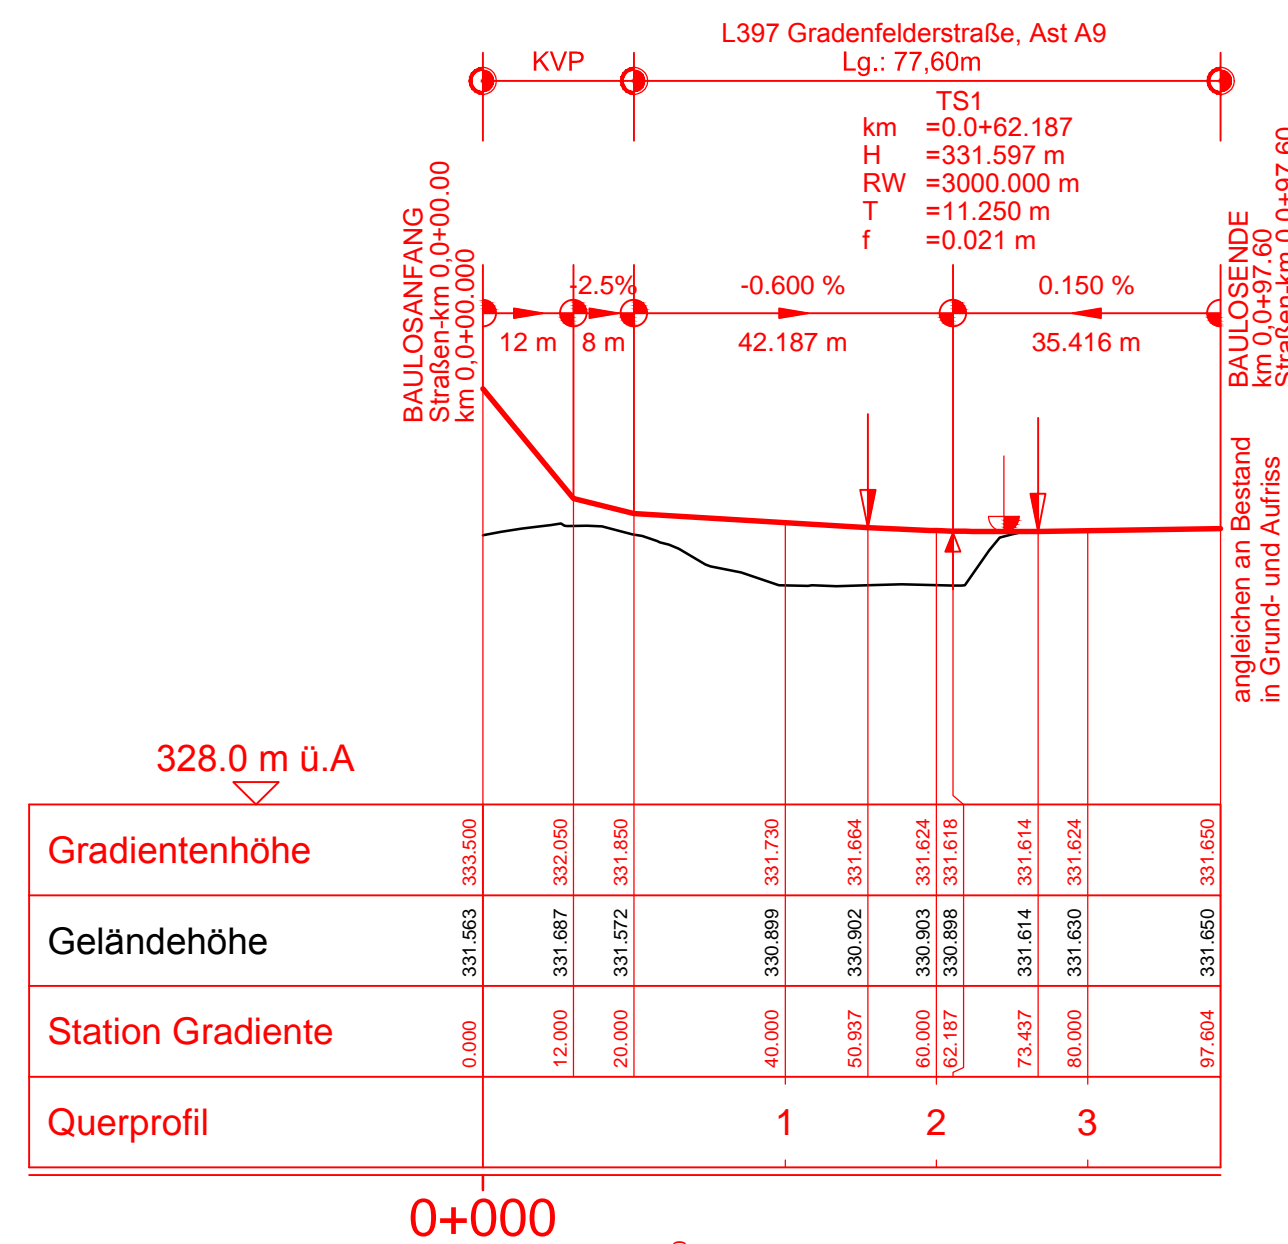 L397 Gradenfelderstraße, Ast A9
KVP
Lg.: 77,60m
TS1
km =0.0+62.187
H =331.597 m
RW =3000.000 m
T =11.250 m
f =0.021 m
BAULOSANFANG
Straßen-km 0,0+00.00
km 0,0+00.000
BAULOSENDE
km 0,0+97.60
Straßen-km 0,0+97.60
-2.5%
-0.600 %
0.150 %
12 m
8 m
42.187 m
35.416 m
angleichen an Bestand
in Grund- und Aufriss
328.0 m ü.A
Gradientenhöhe 333.500 332.050 331.850 331.730 331.664 331.624 331.618 331.614 331.624 331.650
Geländehöhe 331.563 331.687 331.572 330.899 330.902 330.903 330.898 331.614 331.630 331.650
Station Gradiente 0.000 12.000 20.000 40.000 50.937 60.000 62.187 73.437 80.000 97.604
Querprofil 1 2 3
0+000